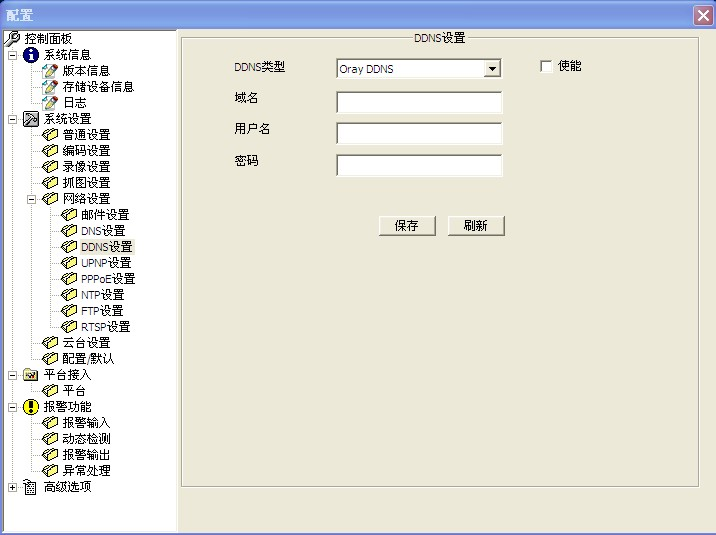 配置
控制面板
系统信息
版本信息
存储设备信息
日志
系统设置
普通设置
编码设置
录像设置
抓图设置
网络设置
邮件设置
DNS设置
DDNS设置
UPNP设置
PPPoE设置
NTP设置
FTP设置
RTSP设置
云台设置
配置/默认
平台接入
平台
报警功能
报警输入
动态检测
报警输出
异常处理
高级选项
DDNS设置
DDNS类型 Oray DDNS 使能
域名
用户名
密码
保存 刷新